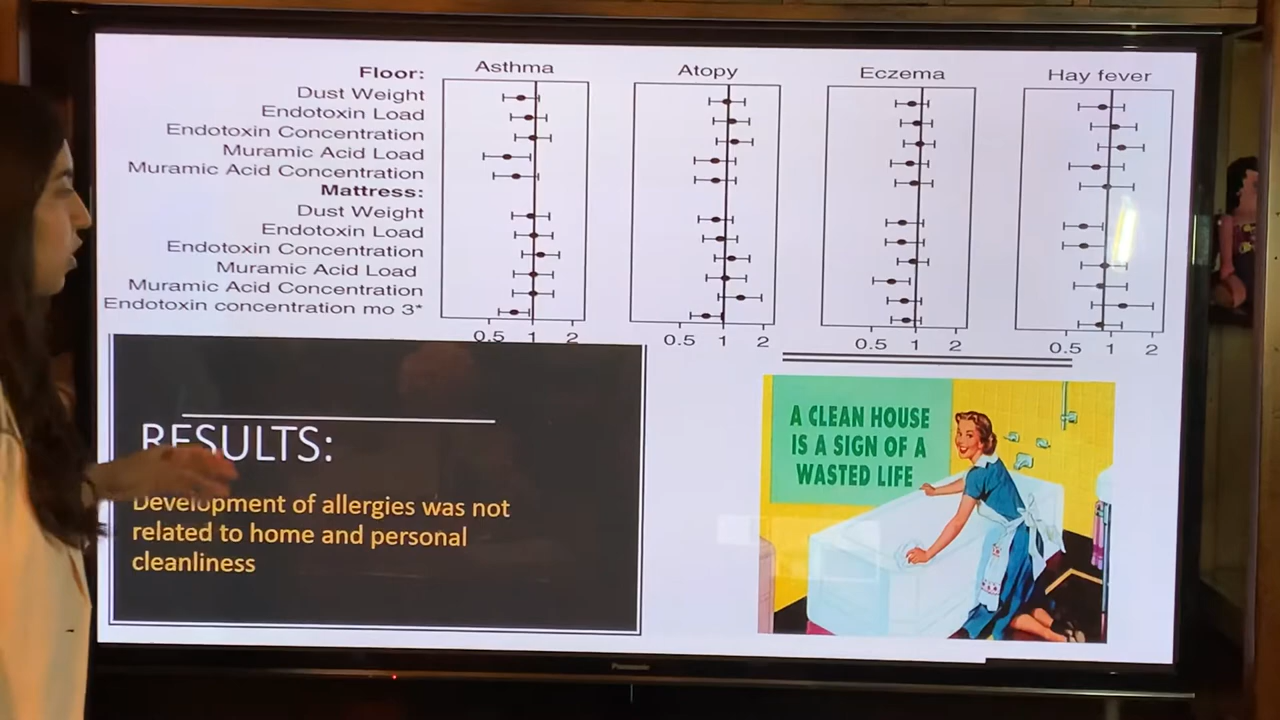 Asthma
Atopy
Eczema
Hay fever
Floor:
Dust Weight
Endotoxin Load
Endotoxin Concentration
Muramic Acid Load
Muramic Acid Concentration
Mattress:
Dust Weight
Endotoxin Load
Endotoxin Concentration
Muramic Acid Load
Muramic Acid Concentration
Endotoxin concentration mo 3*
0.5 1 2
0.5 1 2
0.5 1 2
0.5 1 2
RESULTS:
Development of allergies was not
related to home and personal
cleanliness
A CLEAN HOUSE
IS A SIGN OF A
WASTED LIFE
Panasonic